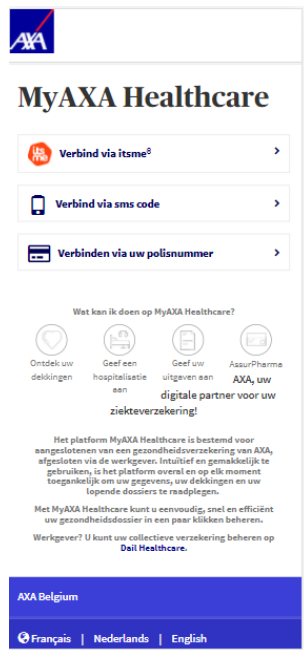 AXA
MyAXA Healthcare
its
me
Verbind via itsme®
Verbind via sms code
Verbinden via uw polisnummer
Wat kan ik doen op MyAXA Healthcare?
Ontdek uw
dekkingen
Geef een
hospitalisatie
aan
Geef uw
uitgeven aan
AssurPharma
AXA, uw
digitale partner voor uw
ziekteverzekering!
Het platform MyAXA Healthcare is bestemd voor
aangeslotenen van een gezondheidsverzekering van AXA,
afgesloten via de werkgever. Intuïtief en gemakkelijk te
gebruiken, is het platform overal en op elk moment
toegankelijk om uw gegevens, uw dekkingen en uw
lopende dossiers te raadplegen.
Met MyAXA Healthcare kunt u eenvoudig, snel en efficiënt
uw gezondheidsdossier in een paar klikken beheren.
Werkgever? U kunt uw collectieve verzekering beheren op
Dail Healthcare.
AXA Belgium
Français | Nederlands | English